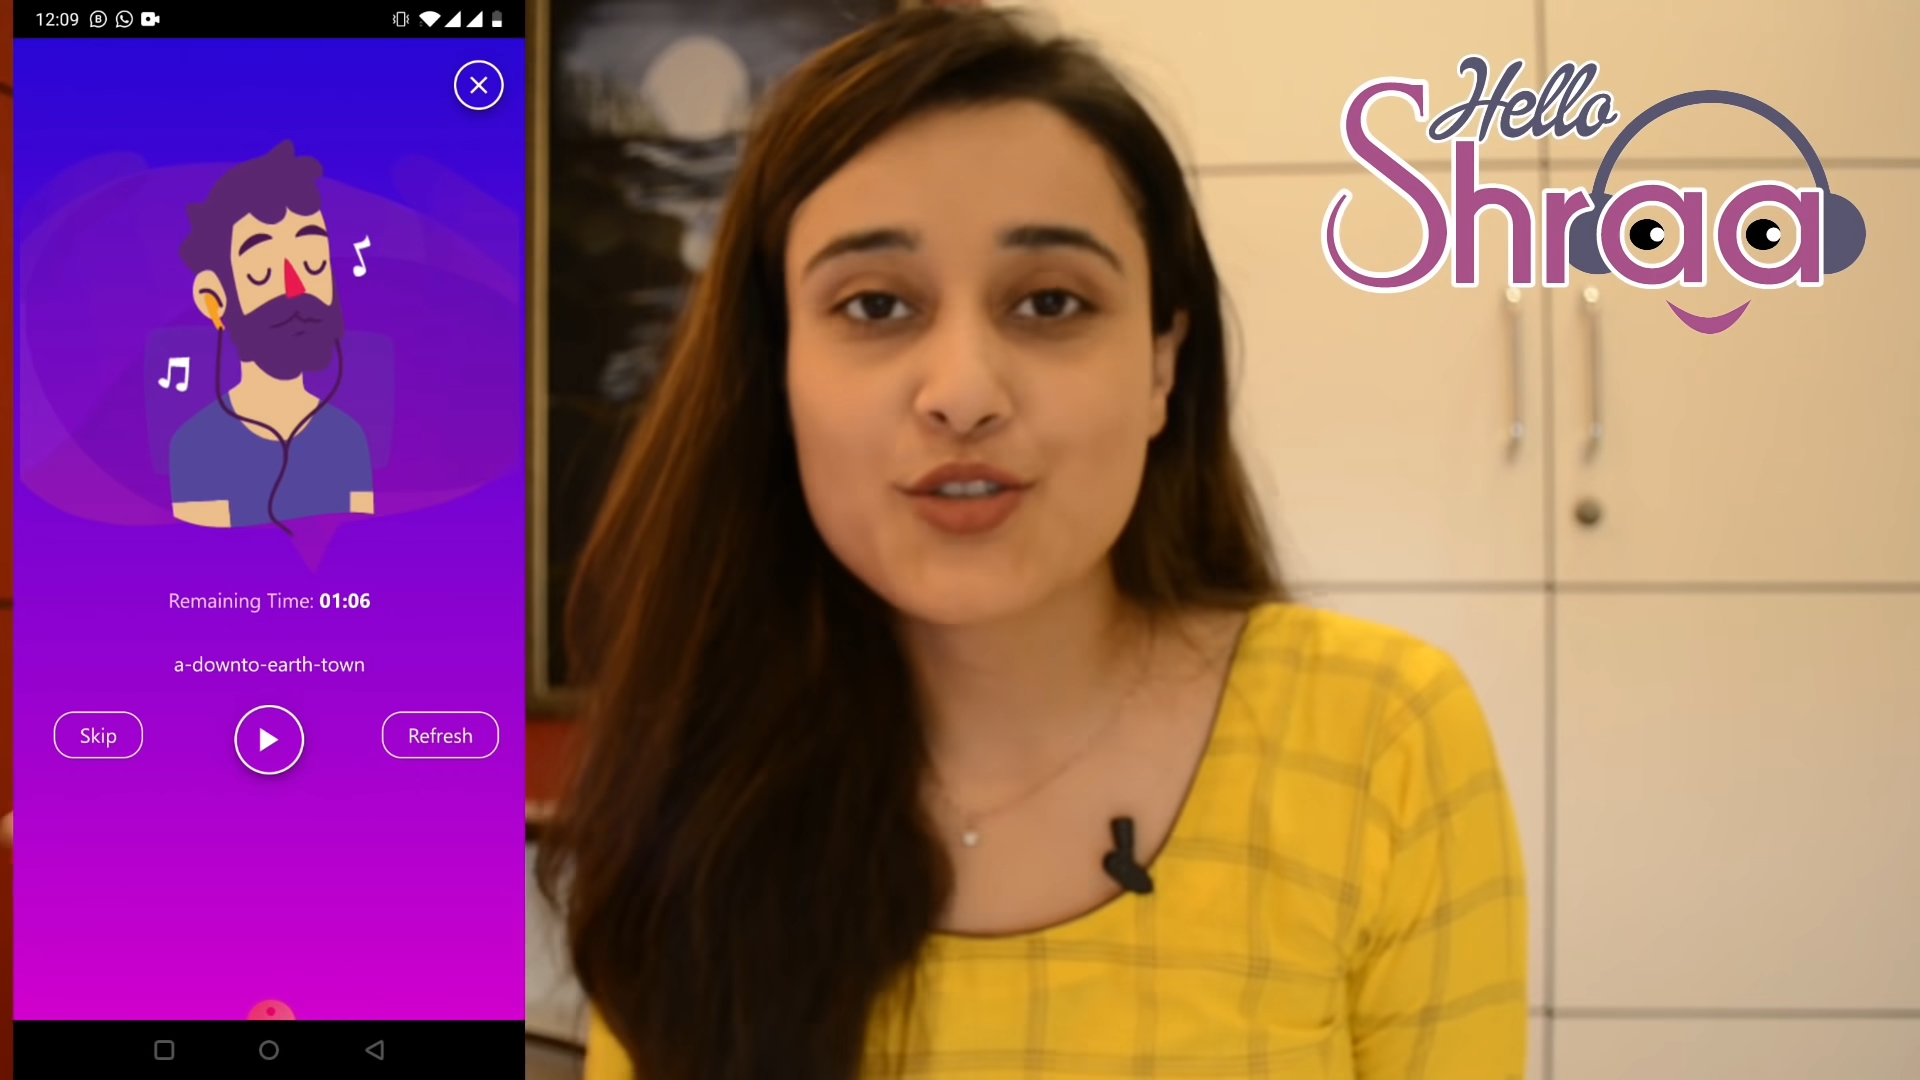 12:09
Hello
Shraa
Remaining Time: 01:06
a-downto-earth-town
Skip
Refresh